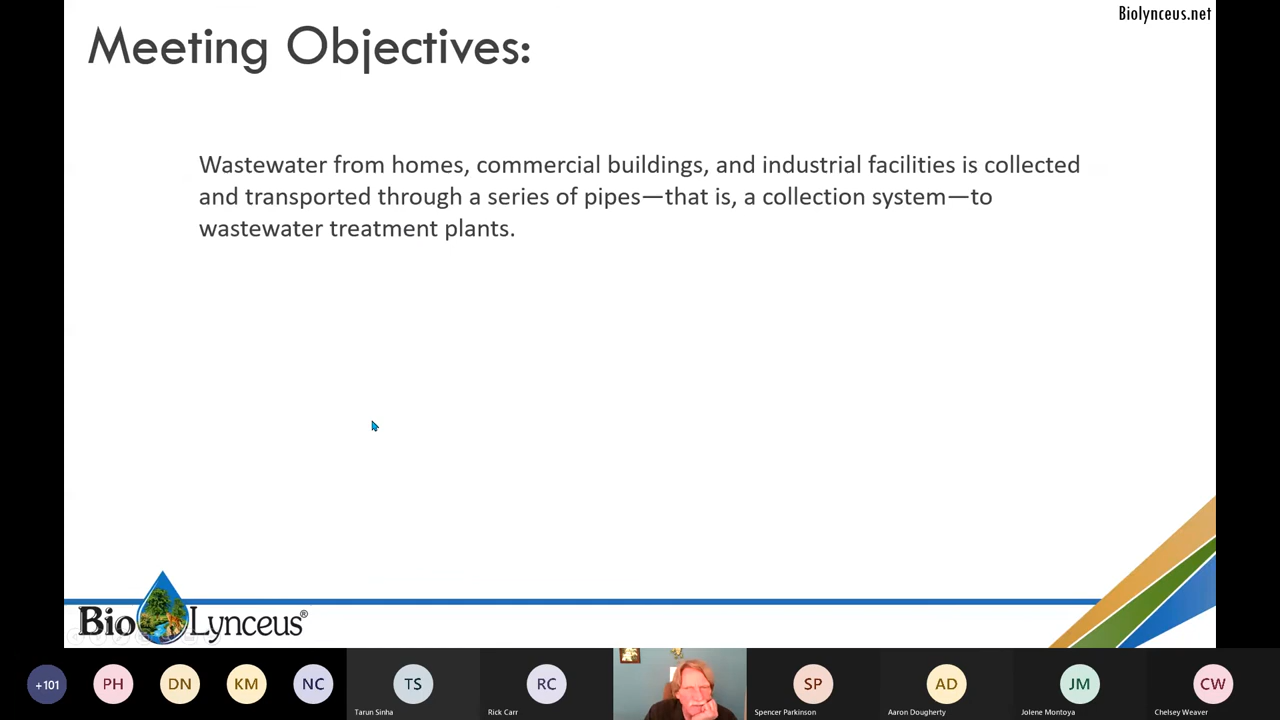 Biolynceus.net
Meeting Objectives:
Wastewater from homes, commercial buildings, and industrial facilities is collected
and transported through a series of pipes—that is, a collection system—to
wastewater treatment plants.
Bio Lynceus®
+101
PH
DN
KM
NC
TS
RC
SP
AD
JM
CW
Tarun Sinha
Rick Carr
Spencer Parkinson
Aaron Dougherty
Jolene Montoya
Chelsey Weaver